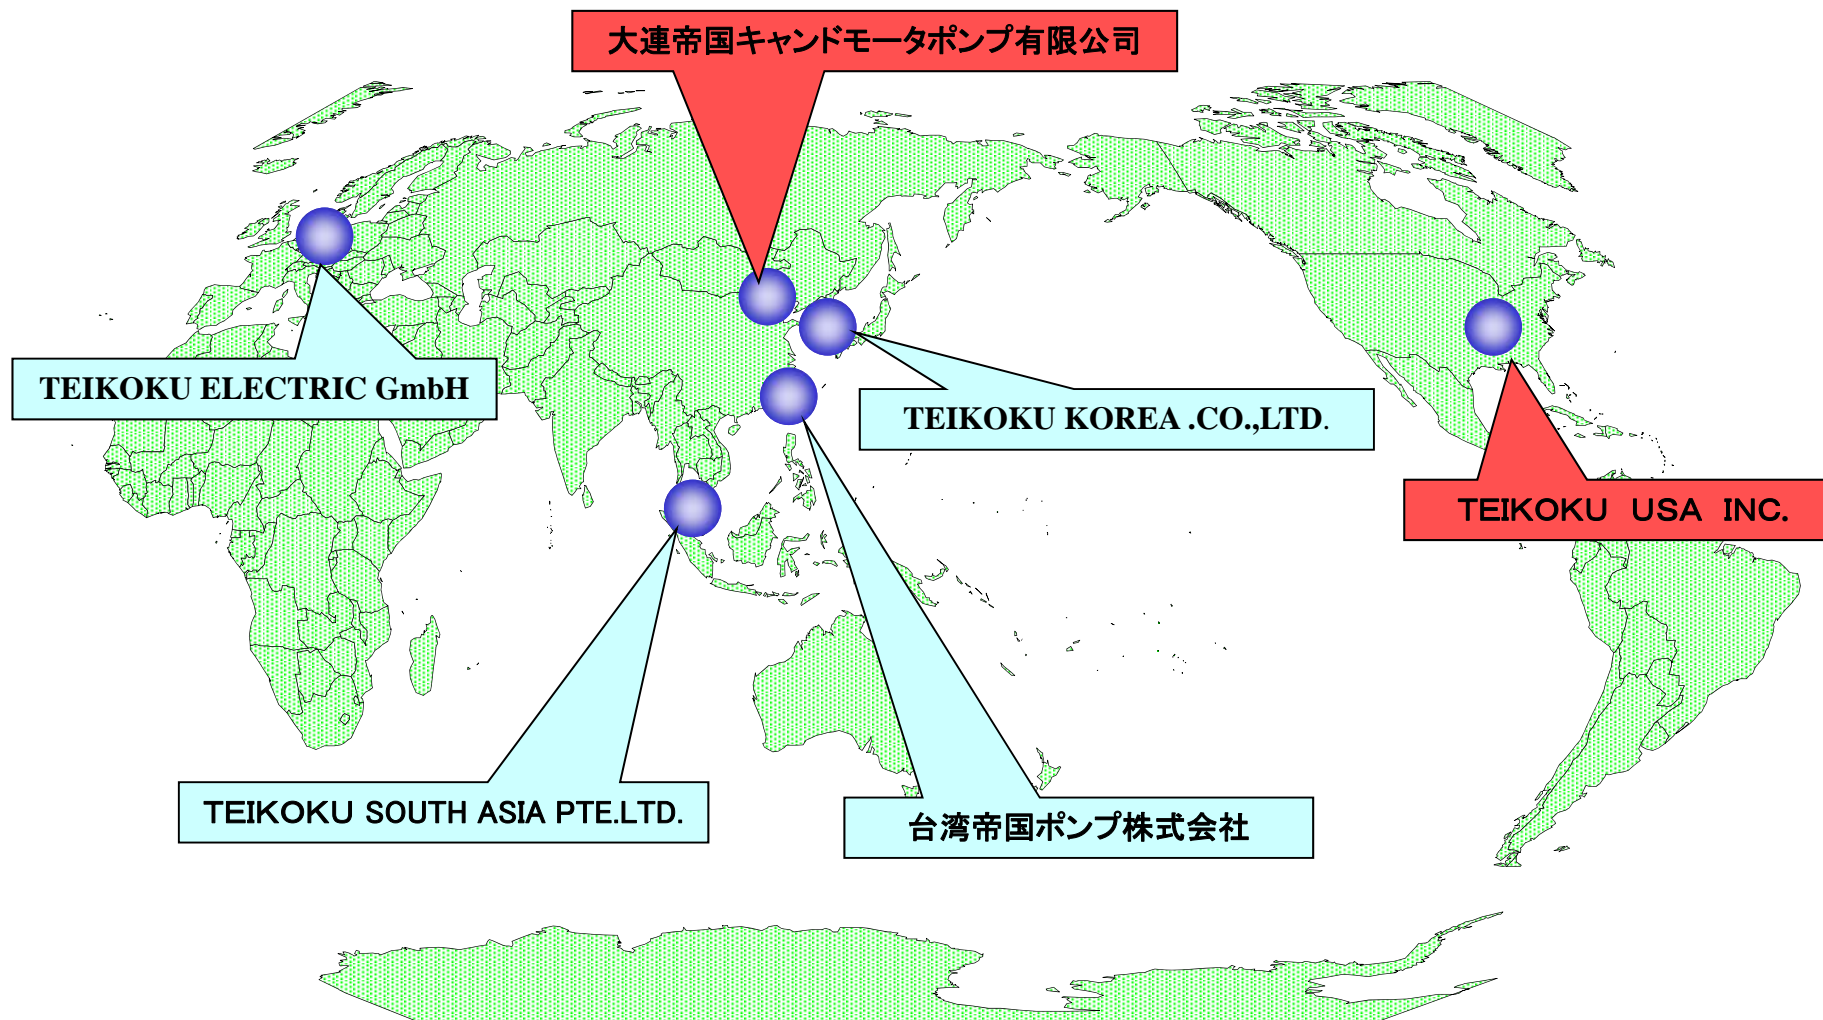 大連帝国キャンドモータポンプ有限公司
TEIKOKU ELECTRIC GmbH
TEIKOKU KOREA .CO.,LTD.
TEIKOKU USA INC.
TEIKOKU SOUTH ASIA PTE.LTD.
台湾帝国ポンプ株式会社